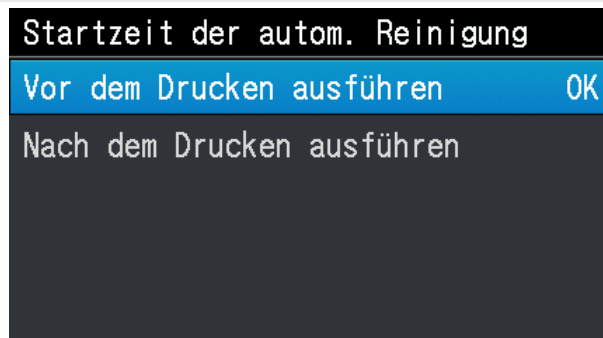 Startzeit der autom. Reinigung
Vor dem Drucken ausführen OK
Nach dem Drucken ausführen